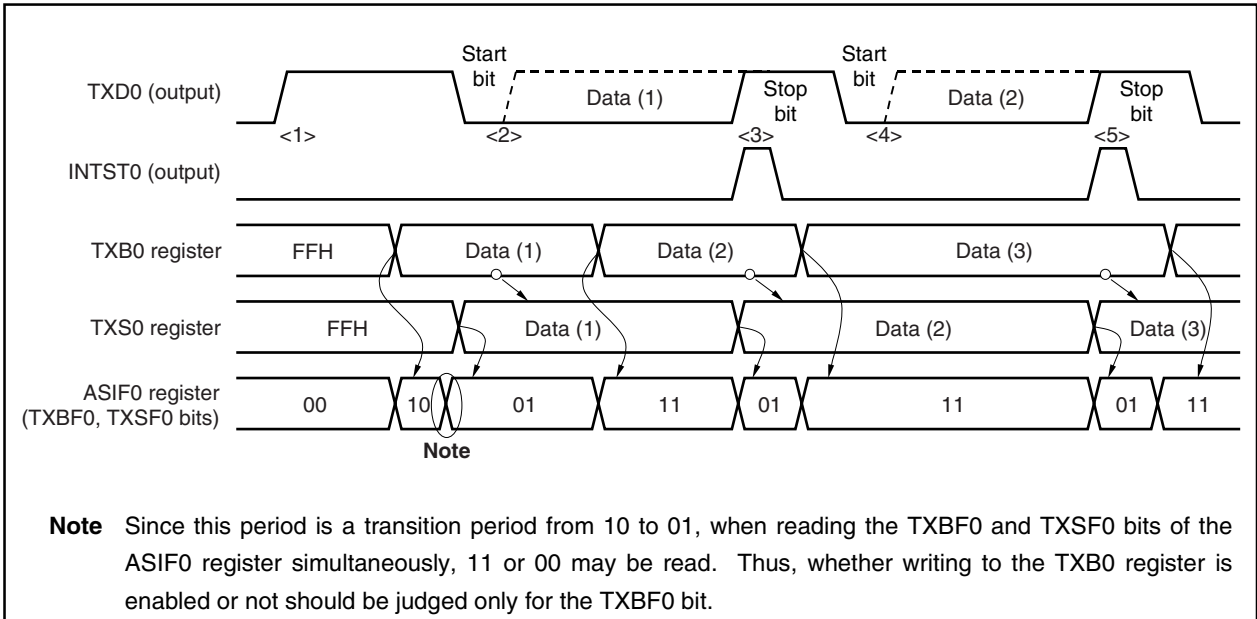 Start
bit
Start
bit
TXD0 (output)
Data (1)
Stop
bit
Data (2)
Stop
bit
<1>
<2>
<3>
<4>
<5>
INTST0 (output)
TXB0 register
FFH
Data (1)
Data (2)
Data (3)
TXS0 register
FFH
Data (1)
Data (2)
Data (3)
ASIF0 register
(TXBF0, TXSF0 bits)
00
10
01
11
01
11
01
11
Note
Note Since this period is a transition period from 10 to 01, when reading the TXBF0 and TXSF0 bits of the
ASIF0 register simultaneously, 11 or 00 may be read. Thus, whether writing to the TXB0 register is
enabled or not should be judged only for the TXBF0 bit.